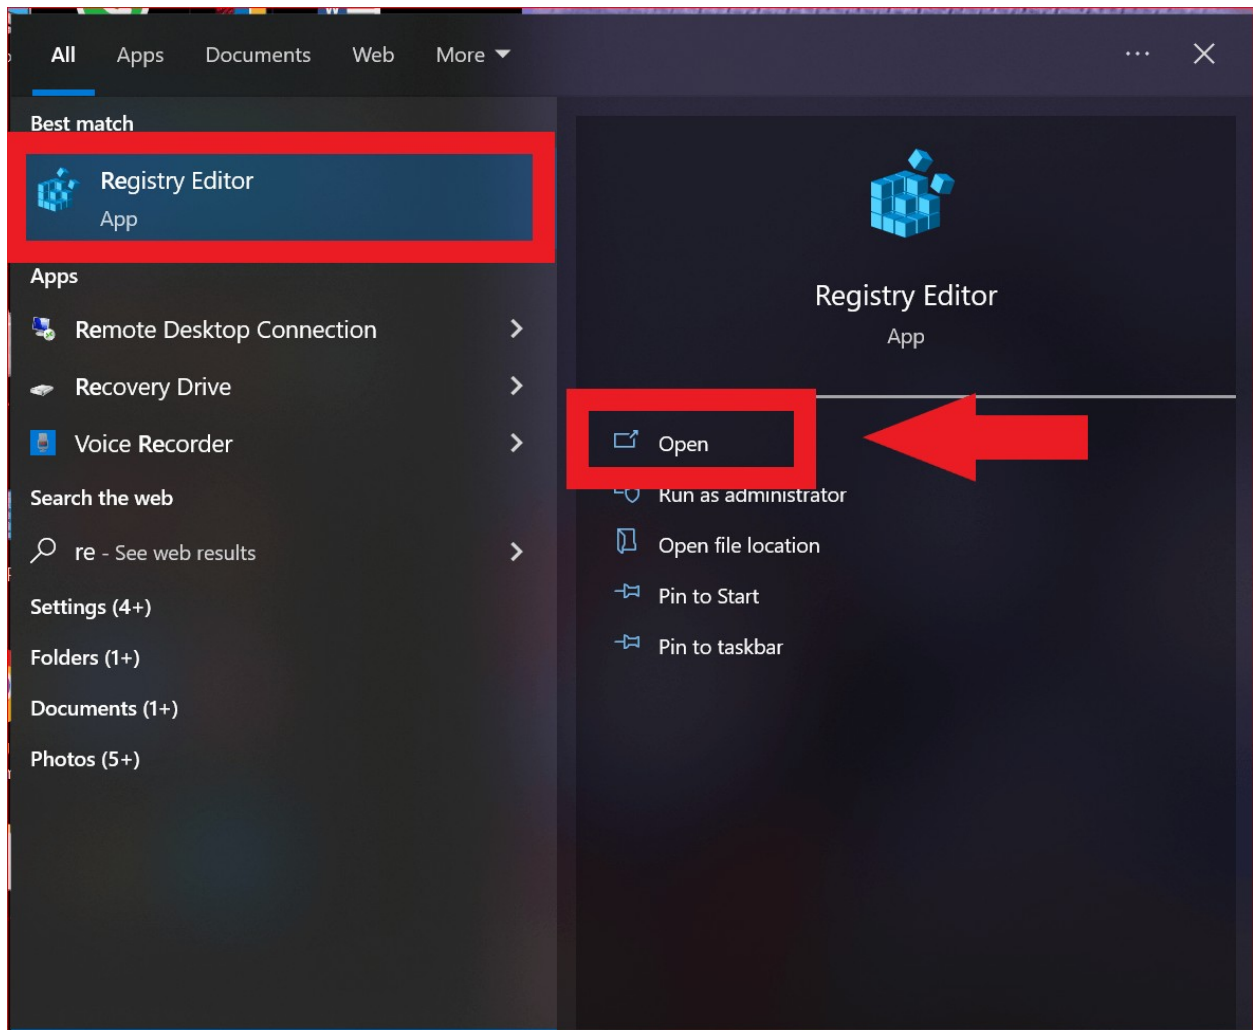 All Apps Documents Web More
Best match
Registry Editor
App
Apps
Remote Desktop Connection
Recovery Drive
Voice Recorder
Search the web
re - See web results
Settings (4+)
Folders (1+)
Documents (1+)
Photos (5+)
Registry Editor
App
Open
Run as administrator
Open file location
Pin to Start
Pin to taskbar